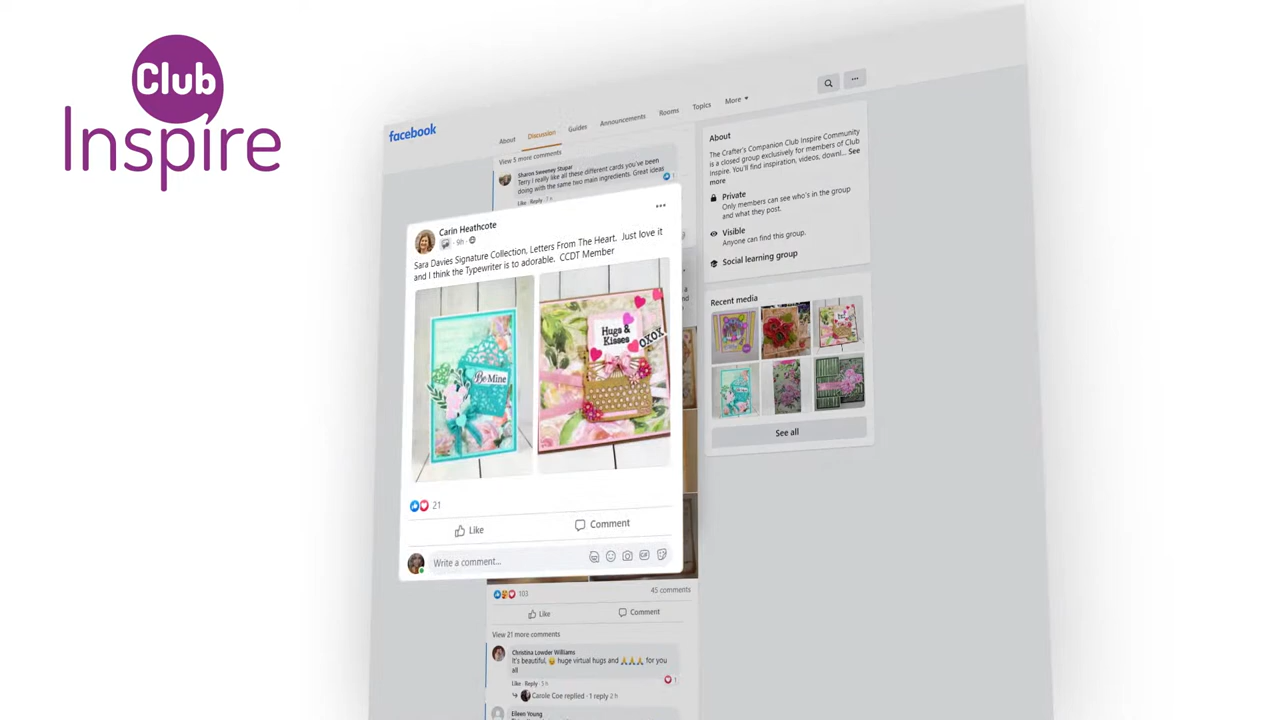 Club
Inspire
facebook
About
Discussion
Guides
Announcements
Rooms
Topics
More
View 5 more comments
Sharon Sweeney Stupar
Terry I really like all these different cards you've been
doing with the same two main ingredients. Great ideas
1
Like · Reply · 7 h
Carin Heathcote
9h
Sara Davies Signature Collection, Letters From The Heart. Just love it
and I think the Typewriter is to adorable. CCDT Member
Be Mine
Hugs &
Kisses
XOXO
21
Like
Comment
Write a comment...
GIF
103
45 comments
Like
Comment
View 21 more comments
Christina Lowder Williams
It's beautiful, 😊 huge virtual hugs and 🙏🙏🙏 for you
all
Like · Reply · 3 h
1
Carole Coe replied · 1 reply 2 h
Eileen Young
About
The Crafter's Companion Club Inspire Community
is a closed group exclusively for members of Club
Inspire. You'll find inspiration, videos, downl... See
more
Private
Only members can see who's in the group
and what they post.
Visible
Anyone can find this group.
Social learning group
Recent media
See all